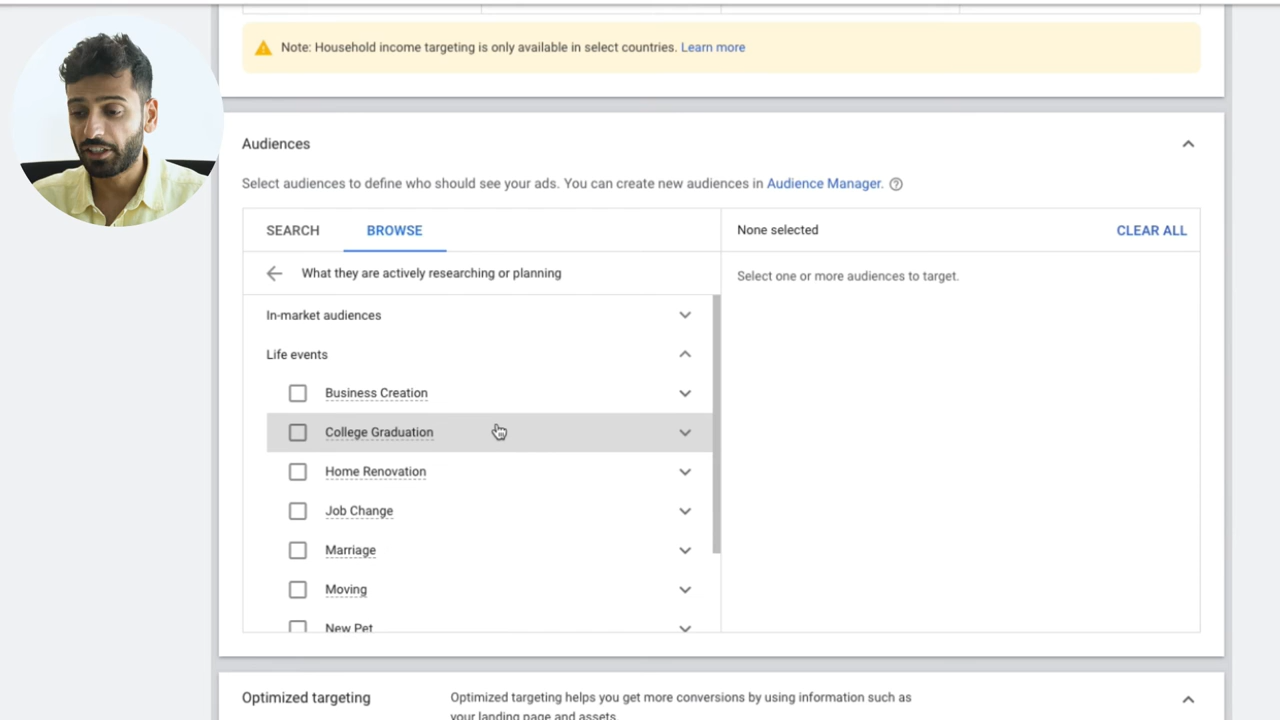 Note: Household income targeting is only available in select countries. Learn more
Audiences
Select audiences to define who should see your ads. You can create new audiences in Audience Manager.
SEARCH
BROWSE
None selected
CLEAR ALL
What they are actively researching or planning
Select one or more audiences to target.
In-market audiences
Life events
Business Creation
College Graduation
Home Renovation
Job Change
Marriage
Moving
New Pet
Optimized targeting
Optimized targeting helps you get more conversions by using information such as
your landing page and assets.